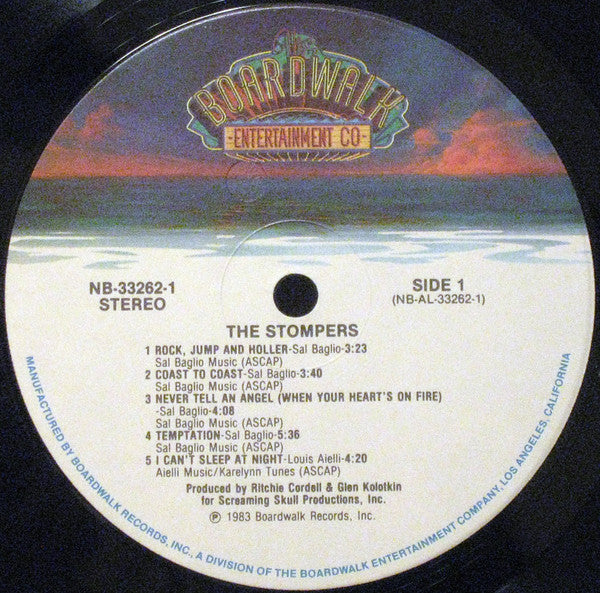 The
BOARDWALK
-ENTERTAINMENT CO-
NB-33262-1
STEREO
SIDE 1
(NB-AL-33262-1)
THE STOMPERS
1 ROCK, JUMP AND HOLLER-Sal Baglio-3:23
Sal Baglio Music (ASCAP)
2 COAST TO COAST-Sal Baglio-3:40
Sal Baglio Music (ASCAP)
3 NEVER TELL AN ANGEL (WHEN YOUR HEART'S ON FIRE)
-Sal Baglio-4:08
Sal Baglio Music (ASCAP)
4 TEMPTATION-Sal Baglio-5:36
Sal Baglio Music (ASCAP)
5 I CAN'T SLEEP AT NIGHT-Louis Aielli-4:20
Aielli Music/Karelynn Tunes (ASCAP)
Produced by Ritchie Cordell & Glen Kolotkin
for Screaming Skull Productions, Inc.
℗ 1983 Boardwalk Records, Inc.
MANUFACTURED BY BOARDWALK RECORDS, INC., A DIVISION OF THE BOARDWALK ENTERTAINMENT COMPANY, LOS ANGELES, CALIFORNIA